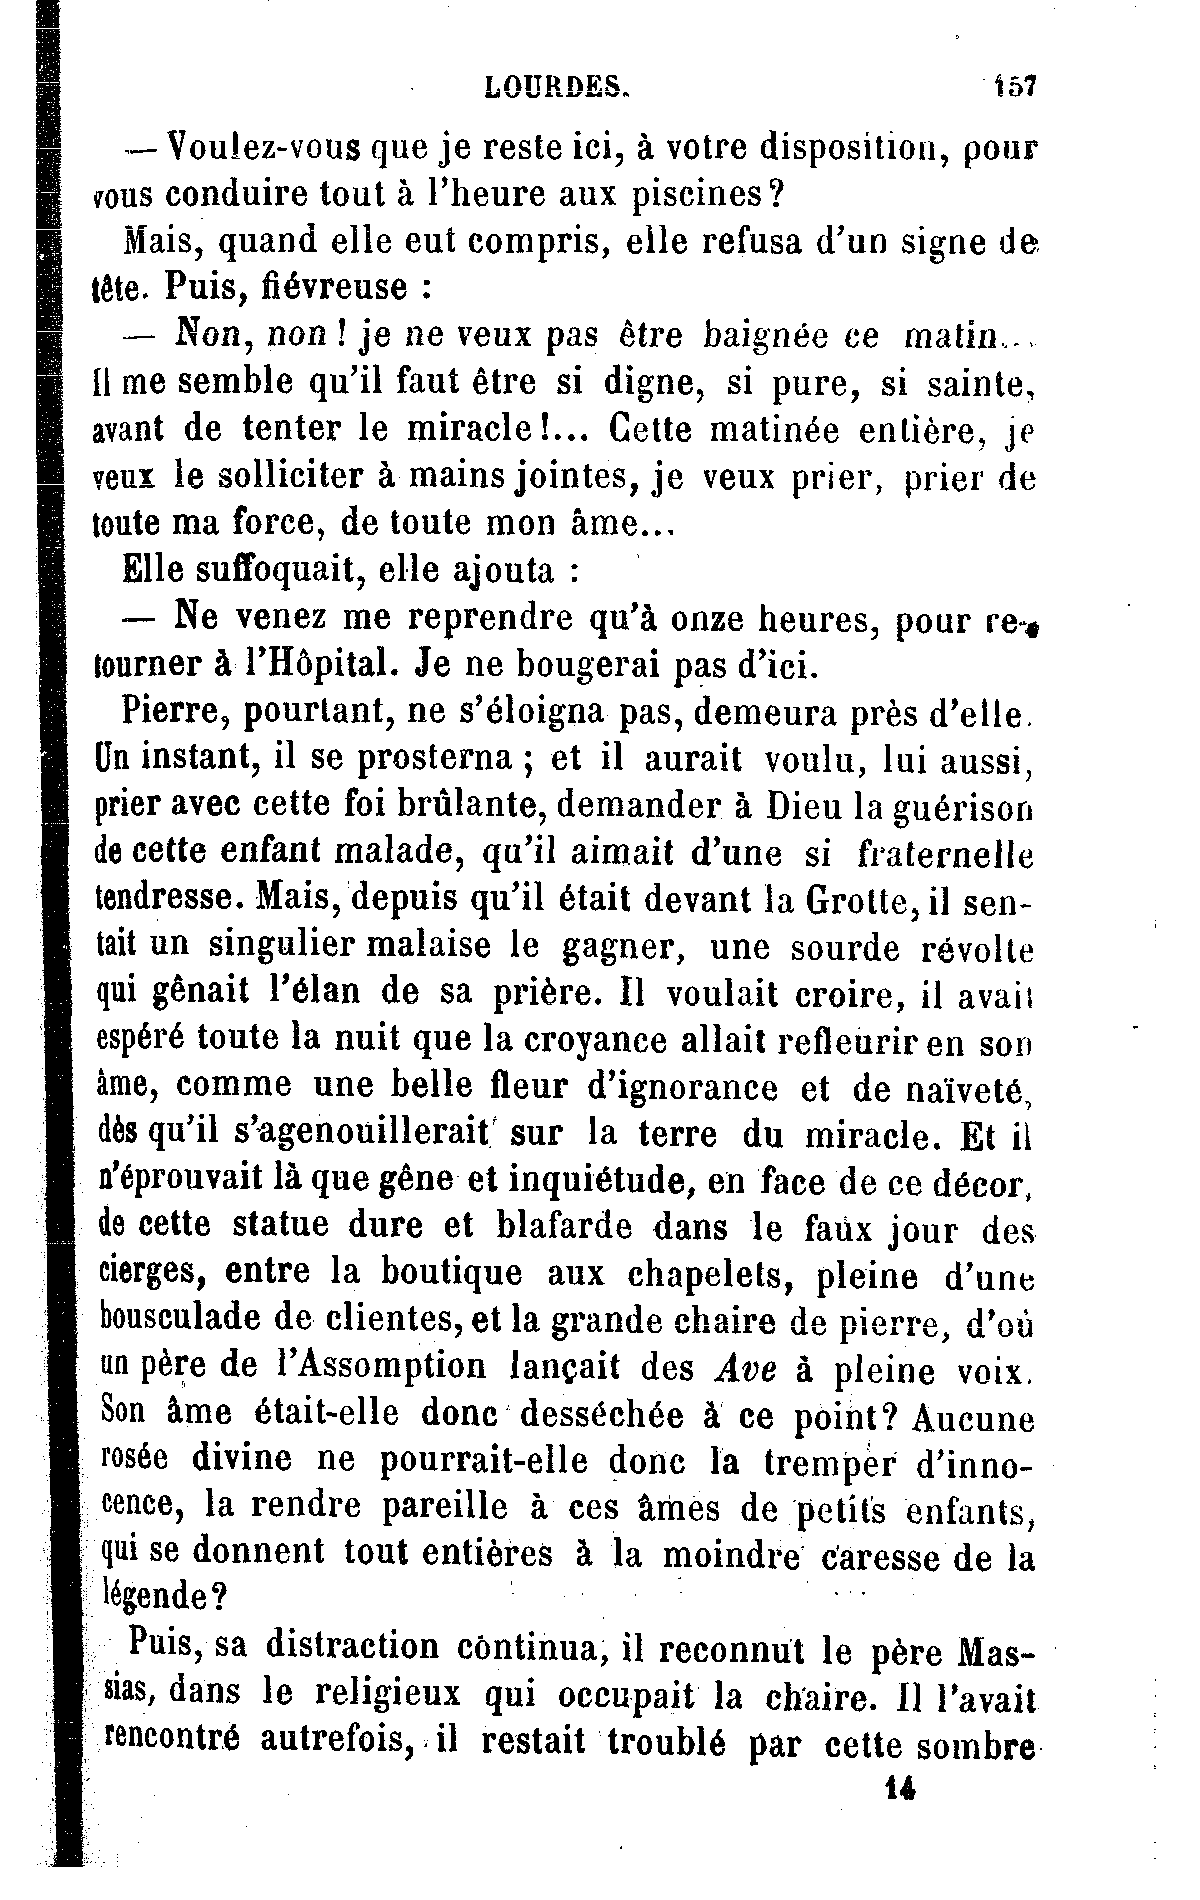 LOURDES. 157
— Voulez-vous que je reste ici, à votre disposition, pour
vous conduire tout à l'heure aux piscines ?
Mais, quand elle eut compris, elle refusa d'un signe de
tête. Puis, fiévreuse :
— Non, non ! je ne veux pas être baignée ce matin...
Il me semble qu'il faut être si digne, si pure, si sainte,
avant de tenter le miracle !... Cette matinée entière, je
veux le solliciter à mains jointes, je veux prier, prier de
toute ma force, de toute mon âme...
Elle suffoquait, elle ajouta :
— Ne venez me reprendre qu'à onze heures, pour re-
tourner à l'Hôpital. Je ne bougerai pas d'ici.
Pierre, pourtant, ne s'éloigna pas, demeura près d'elle.
Un instant, il se prosterna ; et il aurait voulu, lui aussi,
prier avec cette foi brûlante, demander à Dieu la guérison
de cette enfant malade, qu'il aimait d'une si fraternelle
tendresse. Mais, depuis qu'il était devant la Grotte, il sen-
tait un singulier malaise le gagner, une sourde révolte
qui gênait l'élan de sa prière. Il voulait croire, il avait
espéré toute la nuit que la croyance allait refleurir en son
âme, comme une belle fleur d'ignorance et de naïveté,
dès qu'il s'agenouillerait sur la terre du miracle. Et il
n'éprouvait là que gêne et inquiétude, en face de ce décor,
de cette statue dure et blafarde dans le faux jour des
cierges, entre la boutique aux chapelets, pleine d'une
bousculade de clientes, et la grande chaire de pierre, d'où
un père de l'Assomption lançait des Ave à pleine voix.
Son âme était-elle donc desséchée à ce point? Aucune
rosée divine ne pourrait-elle donc la tremper d'inno-
cence, la rendre pareille à ces âmes de petits enfants,
qui se donnent tout entières à la moindre caresse de la
légende?
Puis, sa distraction continua, il reconnut le père Mas-
sias, dans le religieux qui occupait la chaire. Il l'avait
rencontré autrefois, il restait troublé par cette sombre
14